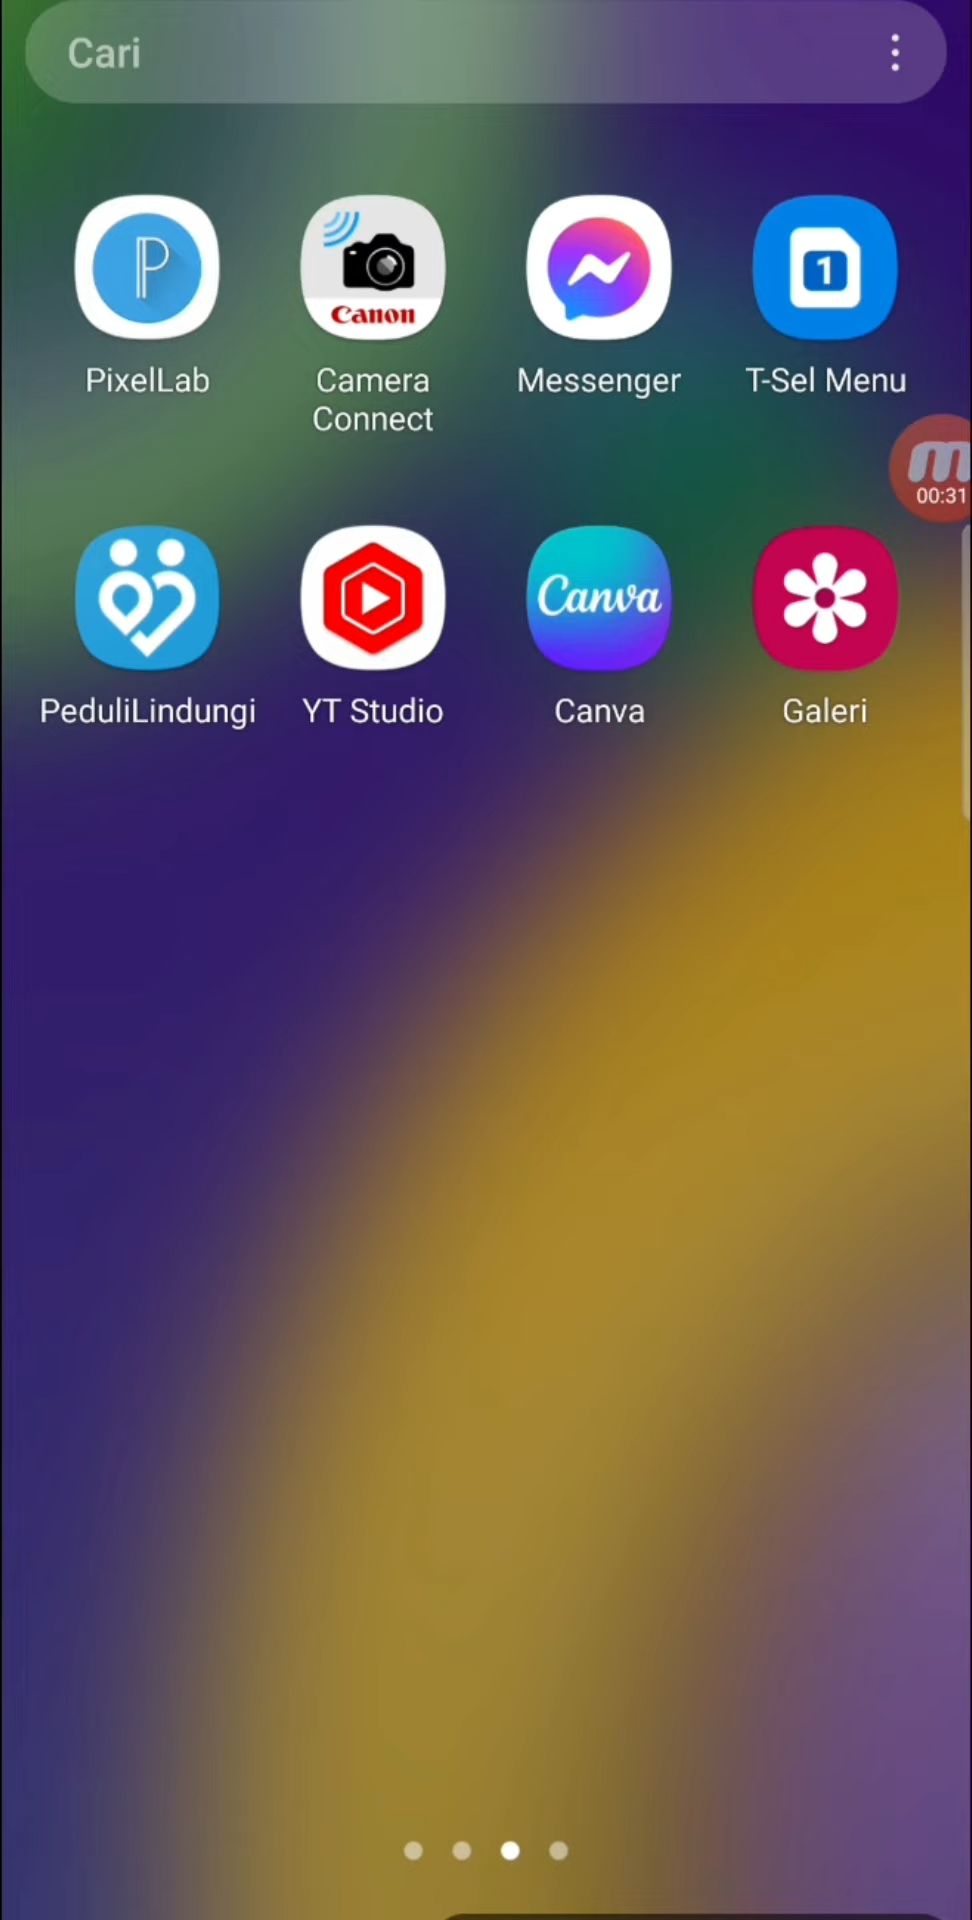 Cari
Canon
1
PixelLab
Camera
Connect
Messenger
T-Sel Menu
m
00:31
Canva
PeduliLindungi
YT Studio
Canva
Galeri